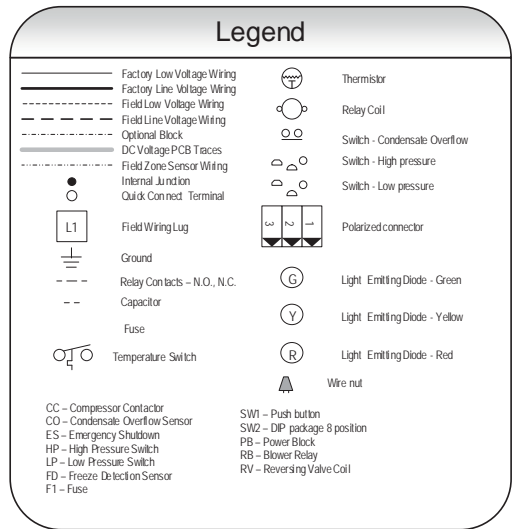 Legend
Factory Low Voltage Wiring
Factory Line Voltage Wiring
Field Low Voltage Wiring
Field Line Voltage Wiring
Optional Block
DC Voltage PCB Traces
Field Zone Sensor Wiring
Internal Junction
Quick Connect Terminal
L1 Field Wiring Lug
Ground
Relay Contacts – N.O., N.C.
Capacitor
Fuse
Temperature Switch
T Thermistor
Relay Coil
Switch - Condensate Overflow
Switch - High pressure
Switch - Low pressure
3 2 1 Polarized connector
G Light Emitting Diode - Green
Y Light Emitting Diode - Yellow
R Light Emitting Diode - Red
Wire nut
CC – Compressor Contactor
CO – Condensate Overflow Sensor
ES – Emergency Shutdown
HP – High Pressure Switch
LP – Low Pressure Switch
FD – Freeze Detection Sensor
F1 – Fuse
SW1 – Push button
SW2 – DIP package 8 position
PB – Power Block
RB – Blower Relay
RV – Reversing Valve Coil